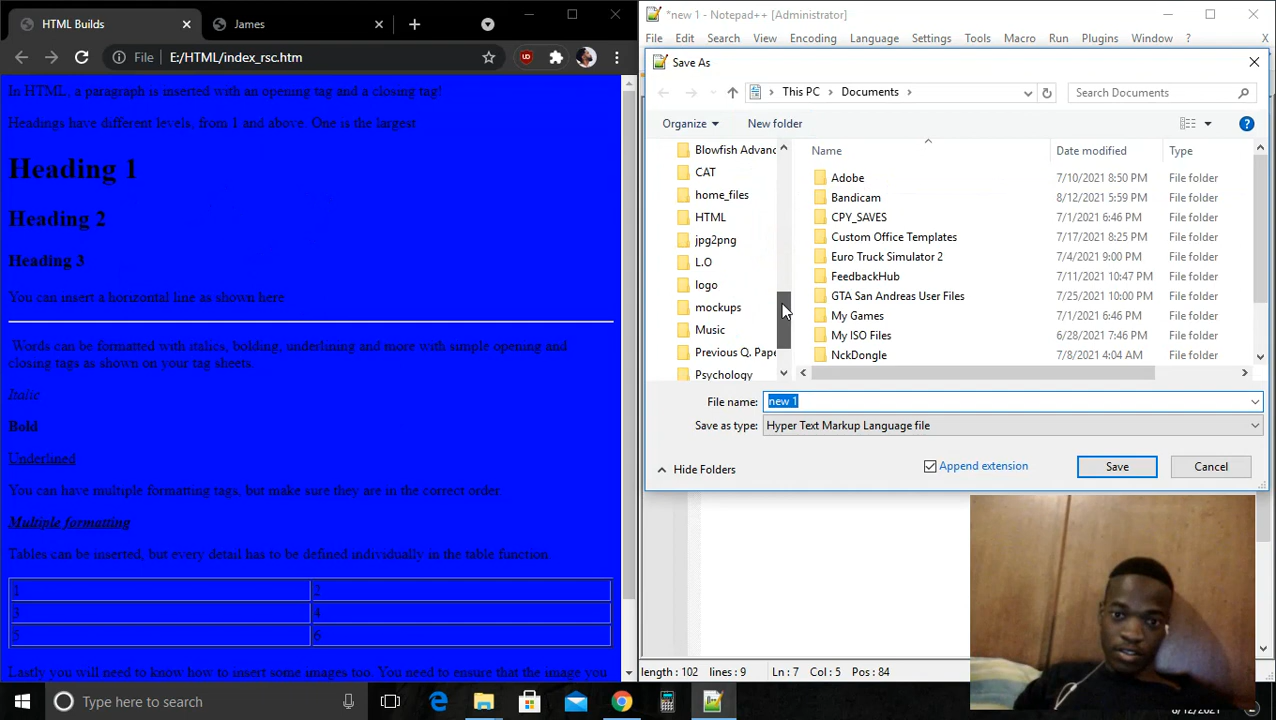 HTML Builds
James
File E:/HTML/index_rsc.htm
In HTML, a paragraph is inserted with an opening tag and a closing tag!
Headings have different levels, from 1 and above. One is the largest
Heading 1
Heading 2
Heading 3
You can insert a horizontal line as shown here
Words can be formatted with italics, bolding, underlining and more with simple opening and
closing tags as shown on your tag sheets.
Italic
Bold
Underlined
You can have multiple formatting tags, but make sure they are in the correct order.
Multiple formatting
Tables can be inserted, but every detail has to be defined individually in the table function.
1 2
3 4
5 6
Lastly you will need to know how to insert some images too. You need to ensure that the image you
*new 1 - Notepad++ [Administrator]
File Edit Search View Encoding Language Settings Tools Macro Run Plugins Window ? X
Save As
This PC > Documents >
Search Documents
Organize New folder
Blowfish Advanc
CAT
home_files
HTML
jpg2png
L.O
logo
mockups
Music
Previous Q. Pape
Psychology
Name Date modified Type
Adobe 7/10/2021 8:50 PM File folder
Bandicam 8/12/2021 5:59 PM File folder
CPY_SAVES 7/1/2021 6:46 PM File folder
Custom Office Templates 7/17/2021 8:25 PM File folder
Euro Truck Simulator 2 7/4/2021 9:00 PM File folder
FeedbackHub 7/11/2021 10:47 PM File folder
GTA San Andreas User Files 7/25/2021 10:00 PM File folder
My Games 7/1/2021 6:46 PM File folder
My ISO Files 6/28/2021 7:46 PM File folder
NckDongle 7/8/2021 4:04 AM File folder
File name: new 1
Save as type: Hyper Text Markup Language file
Append extension
Save
Cancel
Hide Folders
length : 102 lines : 9 Ln : 7 Col : 5 Pos : 84
Type here to search
8/12/2021